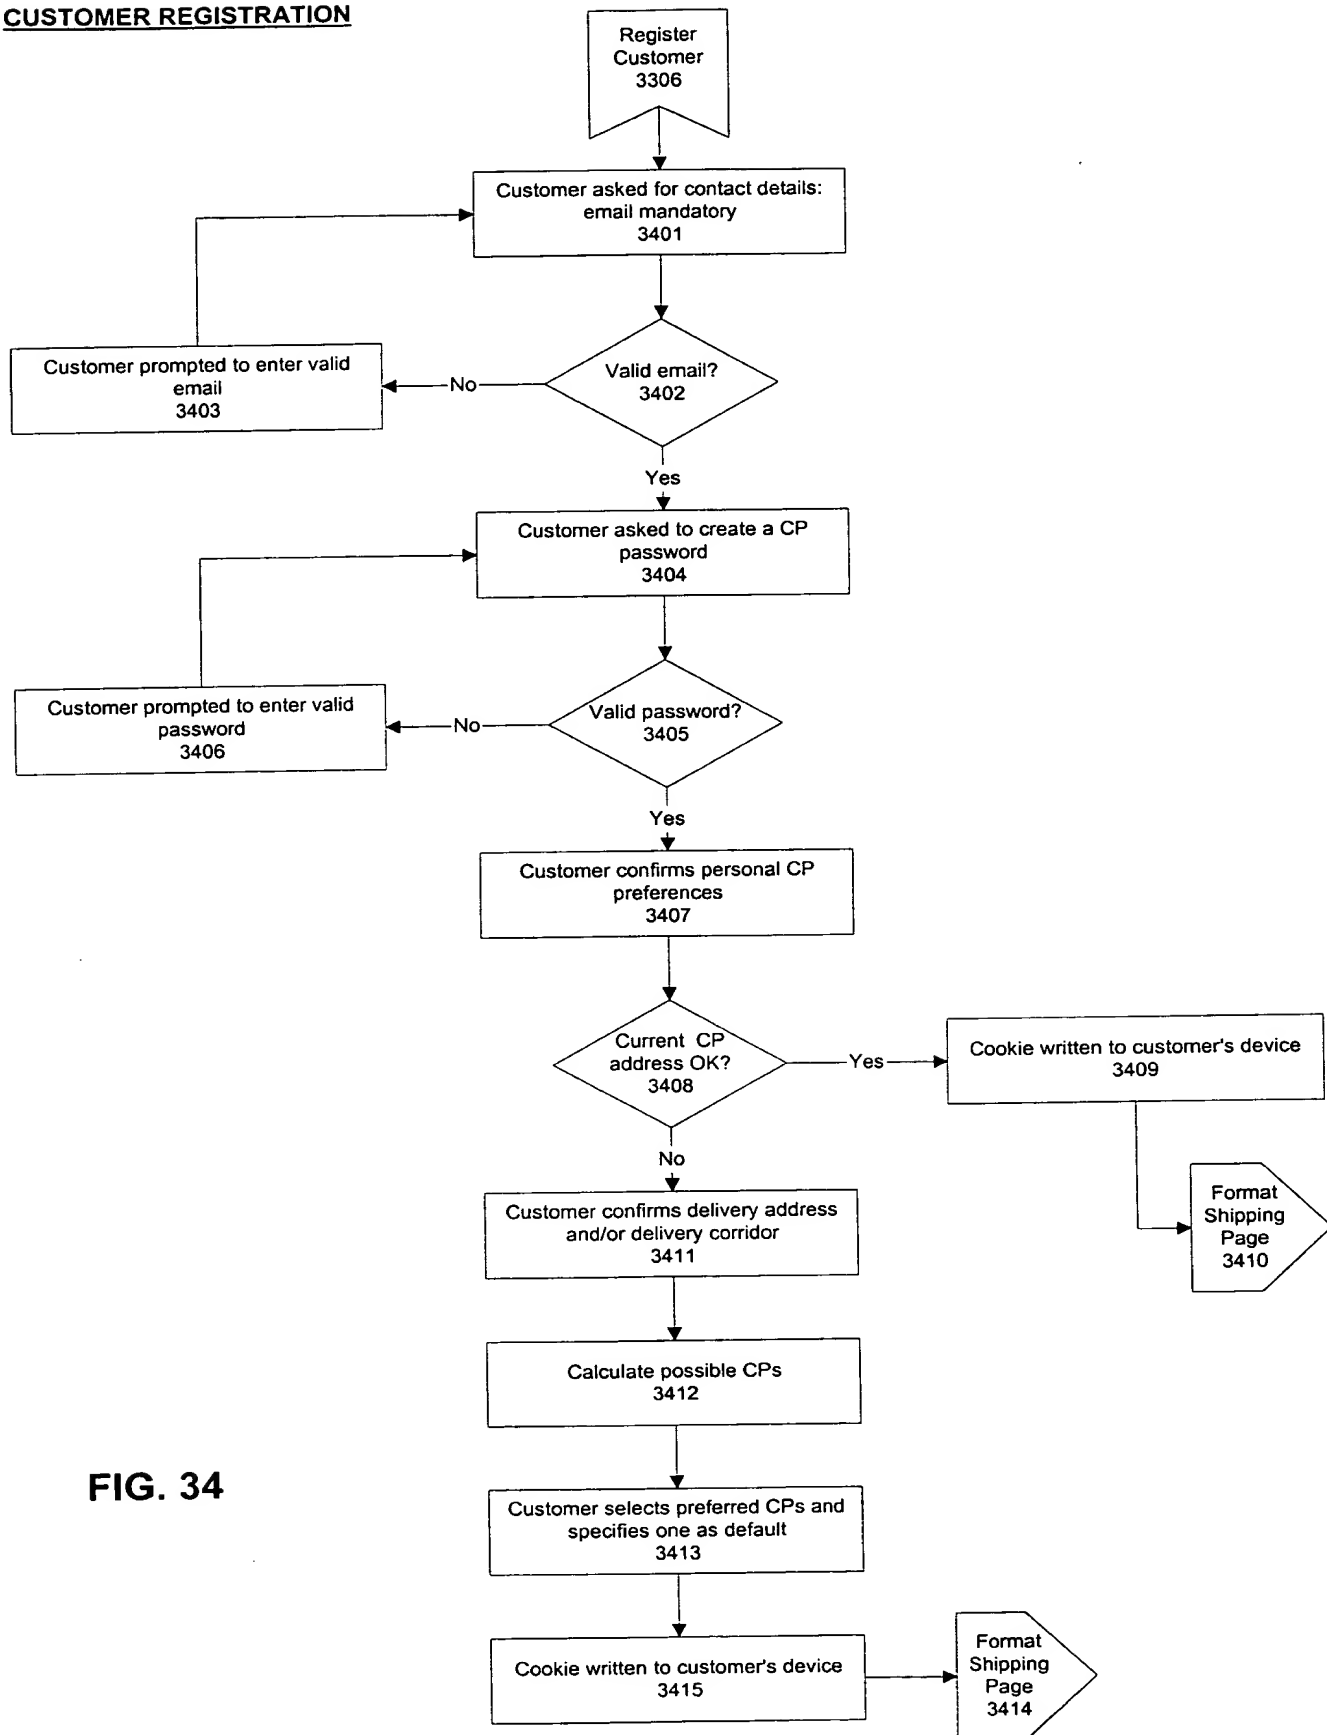 CUSTOMER REGISTRATION
Register
Customer
3306
Customer asked for contact details:
email mandatory
3401
Valid email?
3402
No
Customer prompted to enter valid
email
3403
Yes
Customer asked to create a CP
password
3404
Valid password?
3405
No
Customer prompted to enter valid
password
3406
Yes
Customer confirms personal CP
preferences
3407
Current CP
address OK?
3408
Yes
Cookie written to customer's device
3409
Format
Shipping
Page
3410
No
Customer confirms delivery address
and/or delivery corridor
3411
Calculate possible CPs
3412
Customer selects preferred CPs and
specifies one as default
3413
Cookie written to customer's device
3415
Format
Shipping
Page
3414
FIG. 34